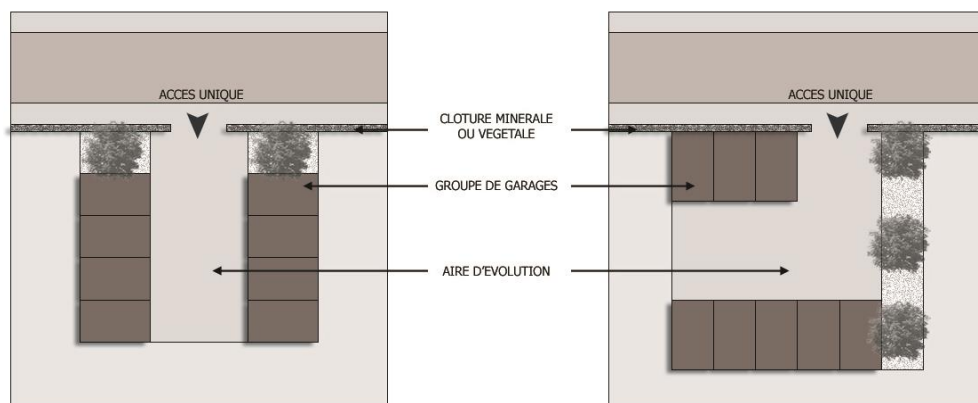 ACCES UNIQUE
ACCES UNIQUE
CLOTURE MINERALE
OU VEGETALE
GROUPE DE GARAGES
AIRE D'EVOLUTION